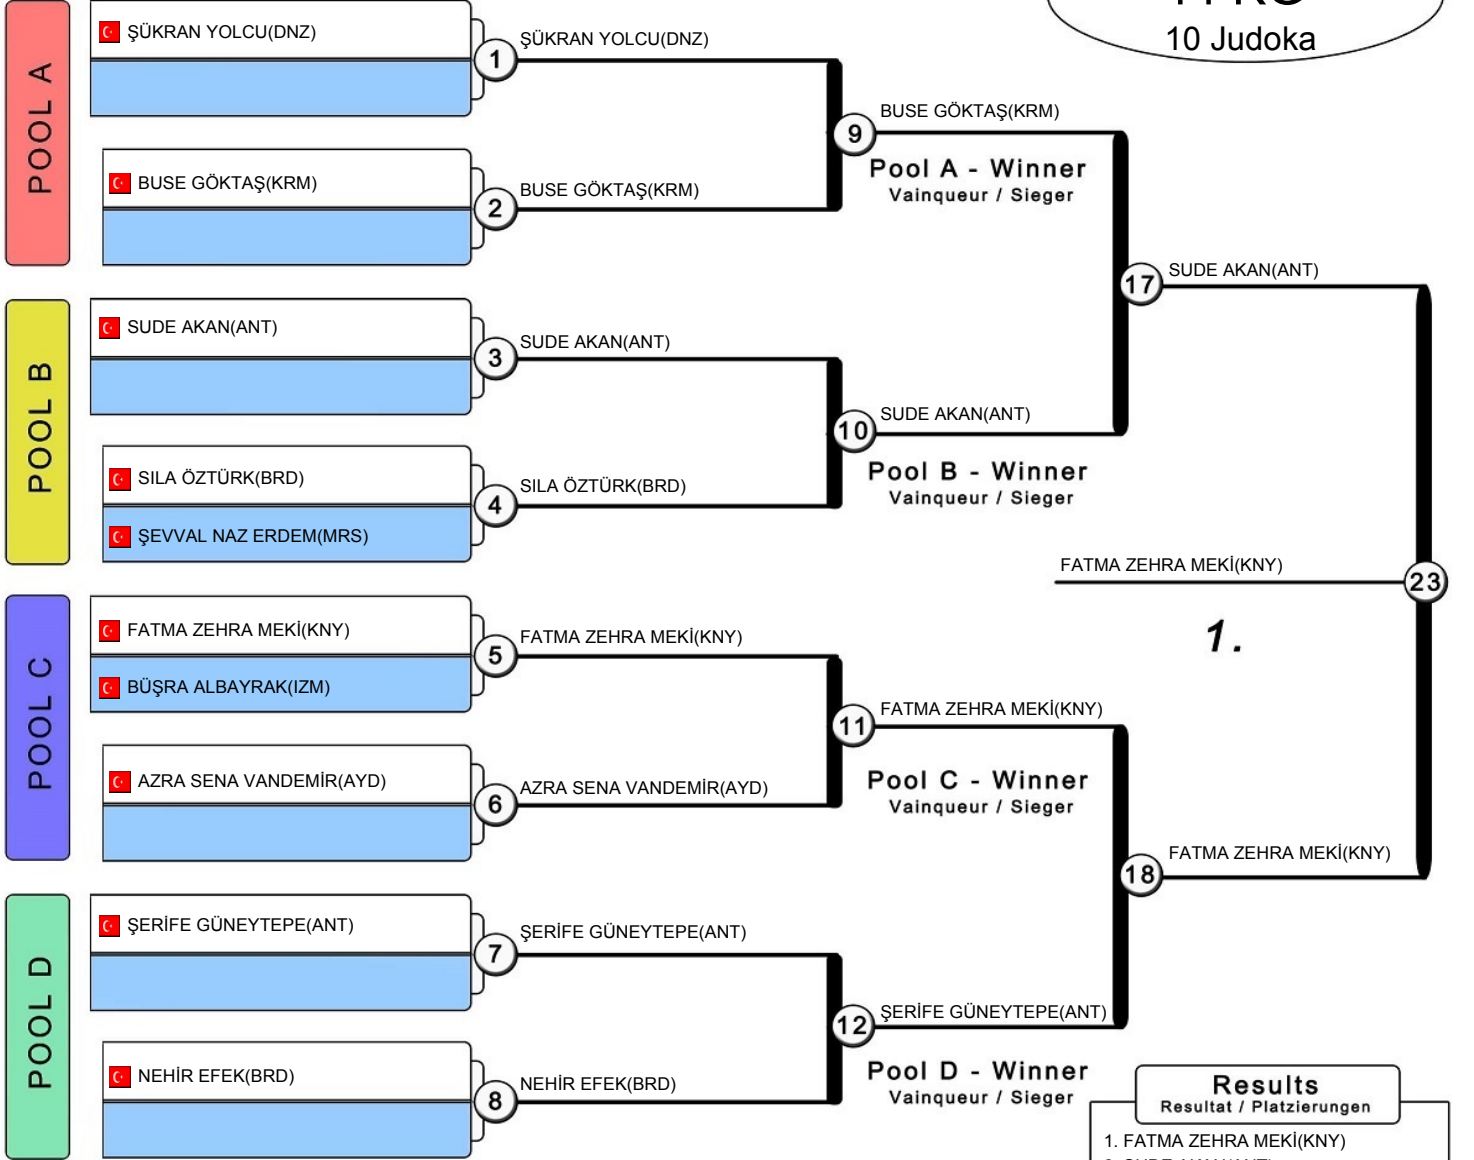 10 Judoka
POOL A
ŞÜKRAN YOLCU(DNZ)
1
ŞÜKRAN YOLCU(DNZ)
BUSE GÖKTAŞ(KRM)
2
BUSE GÖKTAŞ(KRM)
9
BUSE GÖKTAŞ(KRM)
Pool A - Winner
Vainqueur / Sieger
POOL B
SUDE AKAN(ANT)
3
SUDE AKAN(ANT)
SILA ÖZTÜRK(BRD)
ŞEVVAL NAZ ERDEM(MRS)
4
SILA ÖZTÜRK(BRD)
10
SUDE AKAN(ANT)
Pool B - Winner
Vainqueur / Sieger
17
SUDE AKAN(ANT)
POOL C
FATMA ZEHRA MEKİ(KNY)
BÜŞRA ALBAYRAK(IZM)
5
FATMA ZEHRA MEKİ(KNY)
AZRA SENA VANDEMİR(AYD)
6
AZRA SENA VANDEMİR(AYD)
11
FATMA ZEHRA MEKİ(KNY)
Pool C - Winner
Vainqueur / Sieger
POOL D
ŞERİFE GÜNEYTEPE(ANT)
7
ŞERİFE GÜNEYTEPE(ANT)
NEHİR EFEK(BRD)
8
NEHİR EFEK(BRD)
12
ŞERİFE GÜNEYTEPE(ANT)
Pool D - Winner
Vainqueur / Sieger
18
FATMA ZEHRA MEKİ(KNY)
FATMA ZEHRA MEKİ(KNY)
23
1.
Results
Resultat / Platzierungen
1. FATMA ZEHRA MEKİ(KNY)